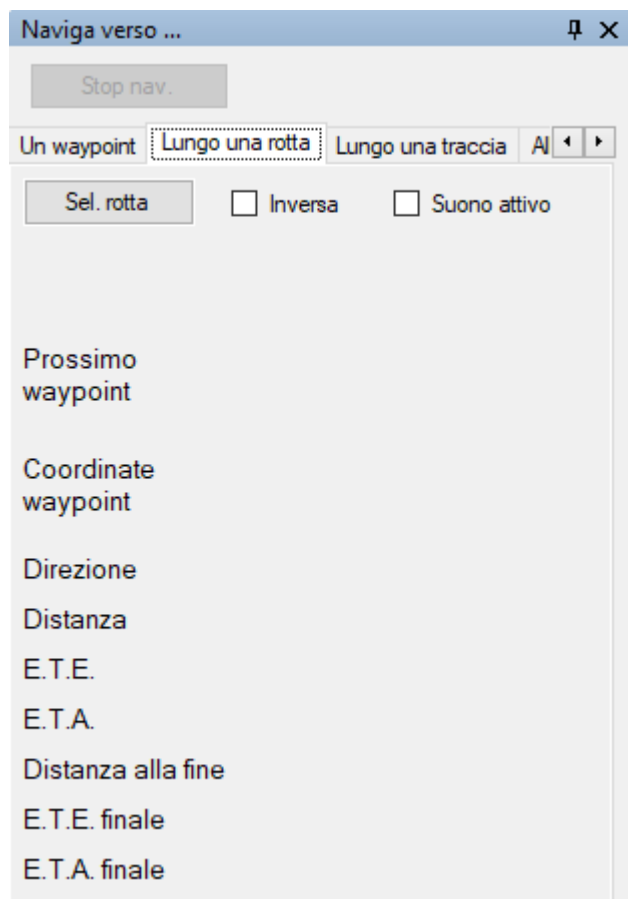 Naviga verso ...
Stop nav.
Un waypoint Lungo una rotta Lungo una traccia Al
Sel. rotta Inversa Suono attivo
Prossimo
waypoint
Coordinate
waypoint
Direzione
Distanza
E.T.E.
E.T.A.
Distanza alla fine
E.T.E. finale
E.T.A. finale